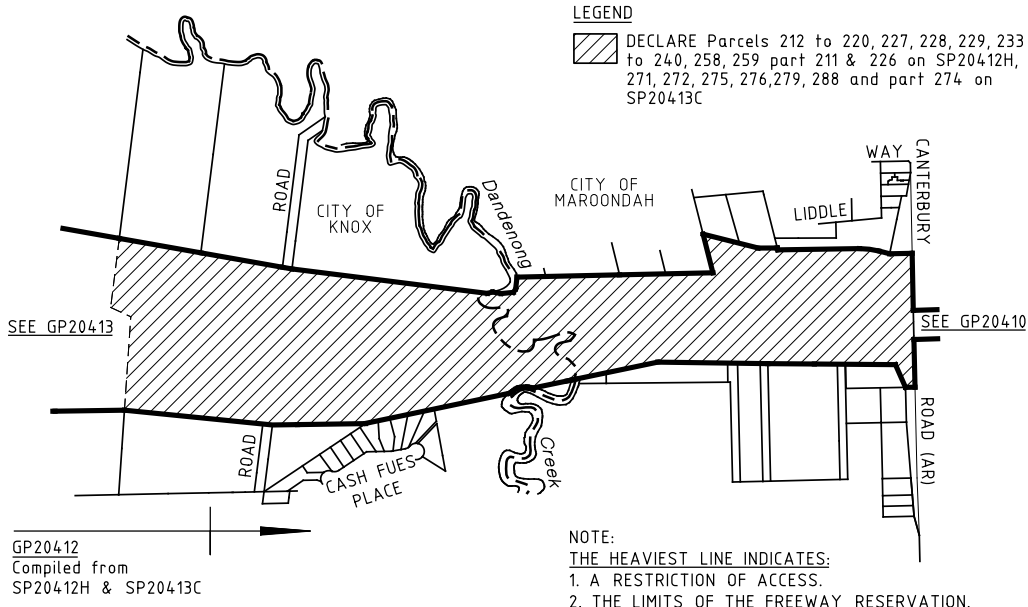 LEGEND
DECLARE Parcels 212 to 220, 227, 228, 229, 233
to 240, 258, 259 part 211 & 226 on SP20412H,
271, 272, 275, 276,279, 288 and part 274 on
SP20413C
WAY
CANTERBURY
ROAD
CITY OF
KNOX
Dandenong
CITY OF
MAROONDAH
LIDDLE
SEE GP20413
SEE GP20410
ROAD
CASH FUES
PLACE
Creek
ROAD (AR)
GP20412
Compiled from
SP20412H & SP20413C
NOTE:
THE HEAVIEST LINE INDICATES:
1. A RESTRICTION OF ACCESS.
2. THE LIMITS OF THE FREEWAY RESERVATION.